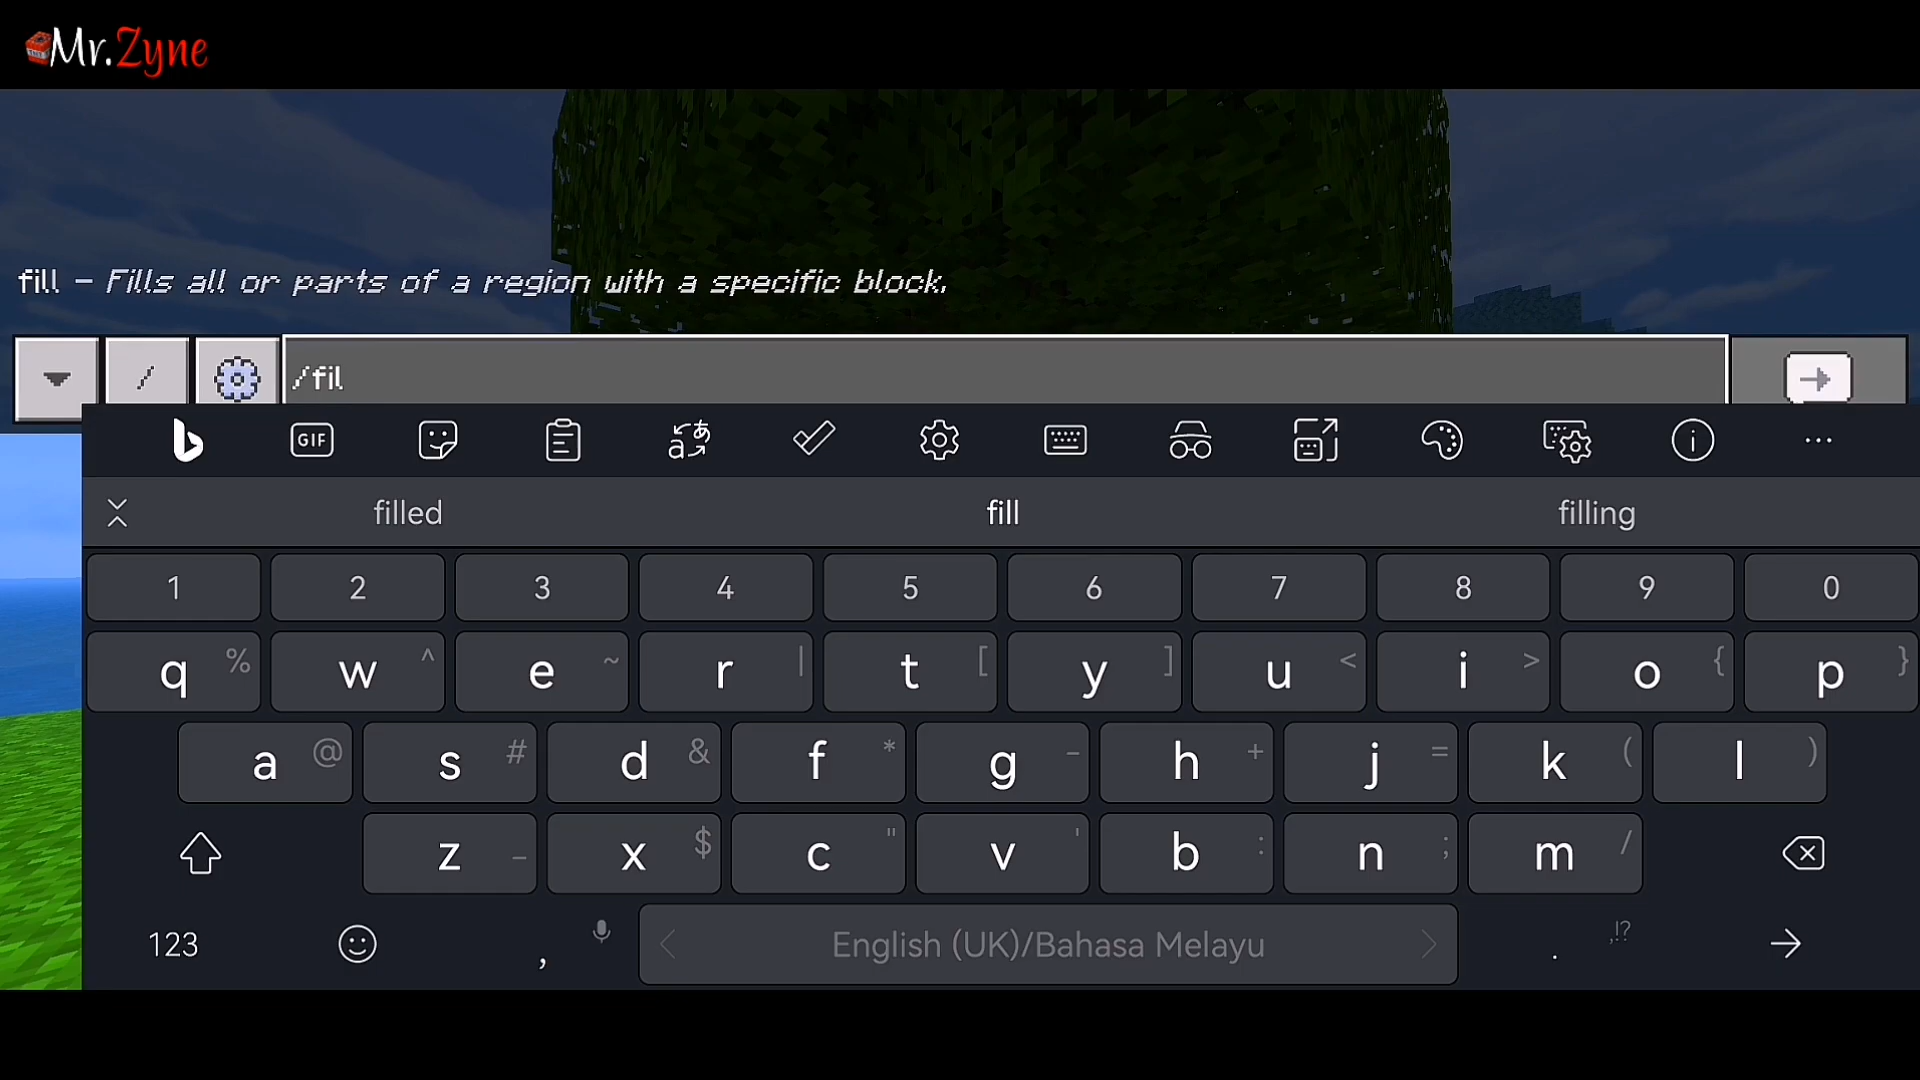 Mr.Zyne
fill - Fills all or parts of a region with a specific block.
/ /fil
GIF
filled fill filling
1 2 3 4 5 6 7 8 9 0
q % w ^ e ~ r | t [ y ] u < i > o { p }
a @ s # d & f * g - h + j = k ( l )
z _ x $ c " v ' b : n ; m /
123 , English (UK)/Bahasa Melayu . ,!?